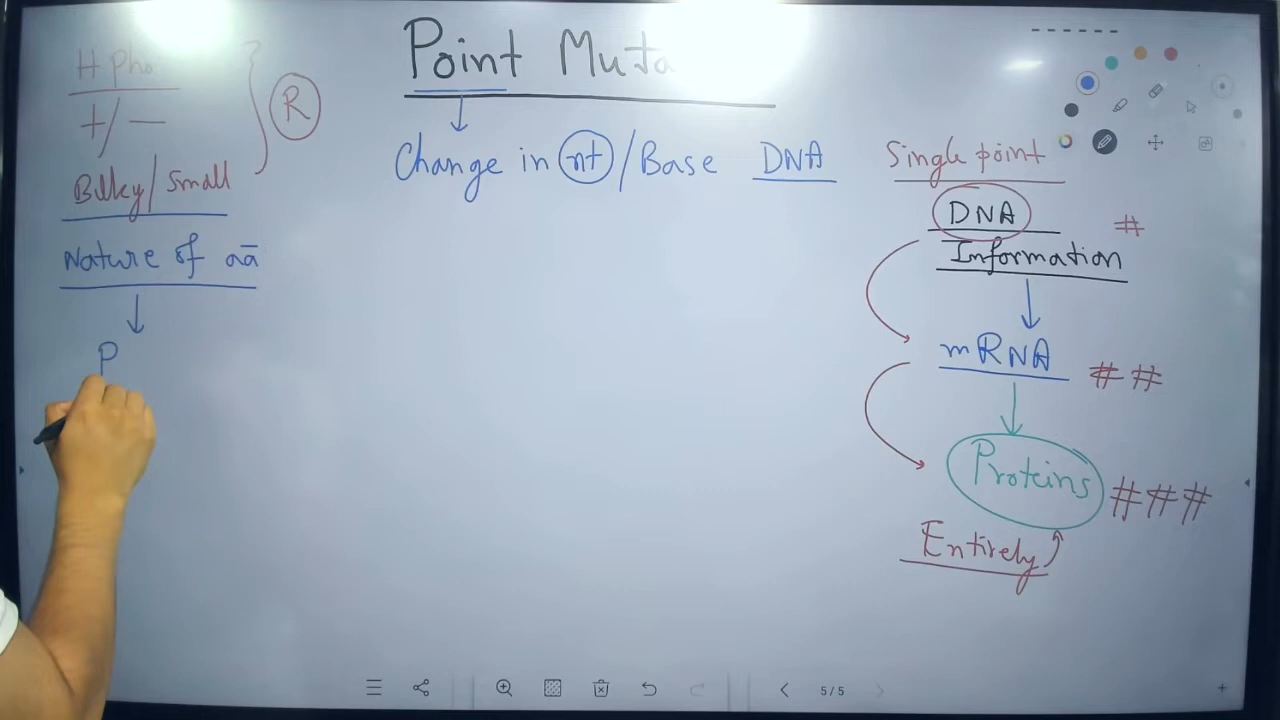 Point Muta
Change in nt/Base DNA
H Pho
+/-
R
Bulky/Small
Nature of aā
P
Single point
DNA #
Information
mRNA ##
Proteins ###
Entirely
5/5